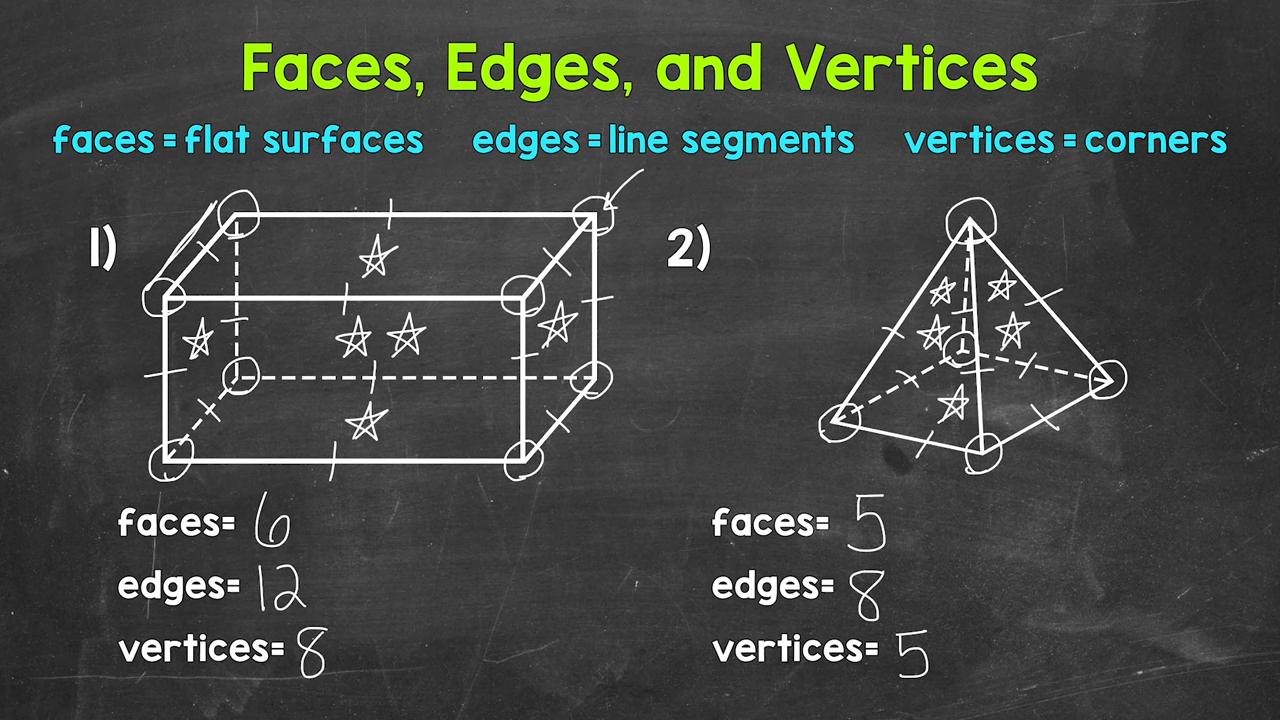 Faces, Edges, and Vertices
faces = flat surfaces edges = line segments vertices = corners
1)
2)
faces= 6
edges= 12
vertices= 8
faces= 5
edges= 8
vertices= 5